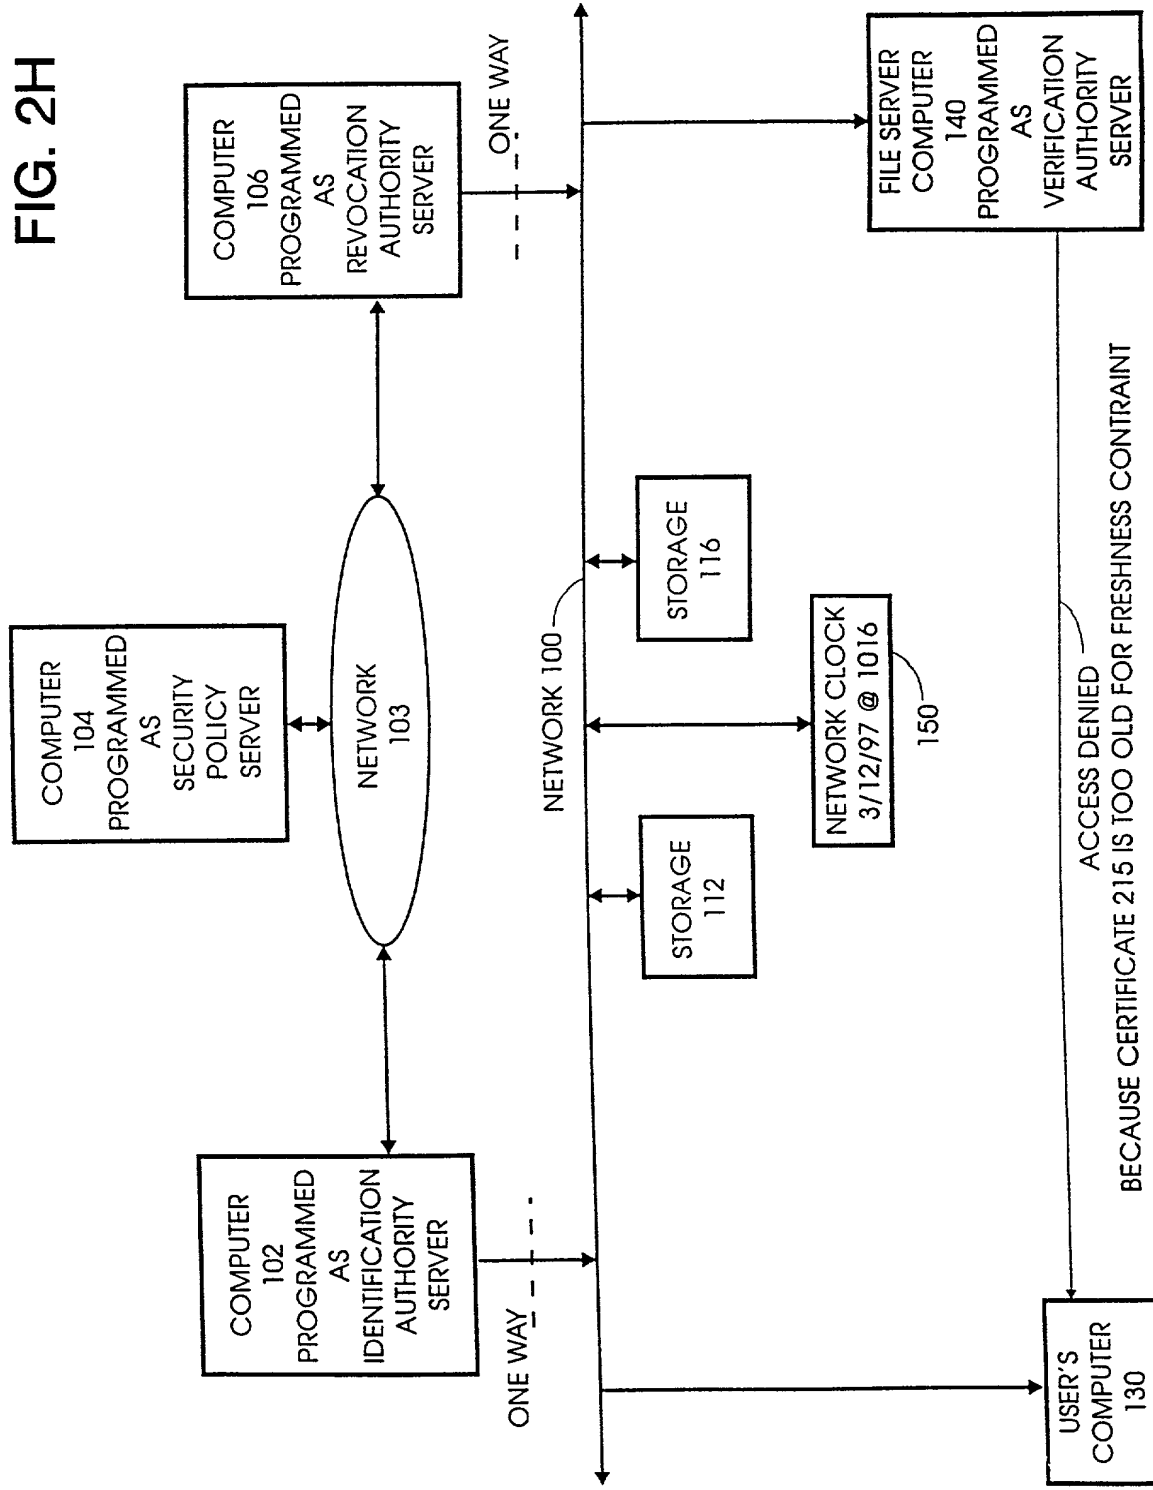 FIG. 2H
COMPUTER
104
PROGRAMMED
AS
SECURITY
POLICY
SERVER
COMPUTER
102
PROGRAMMED
AS
IDENTIFICATION
AUTHORITY
SERVER
NETWORK
103
COMPUTER
106
PROGRAMMED
AS
REVOCATION
AUTHORITY
SERVER
ONE WAY
ONE WAY
NETWORK 100
STORAGE
112
STORAGE
116
NETWORK CLOCK
3/12/97 @ 1016
150
USER'S
COMPUTER
130
FILE SERVER
COMPUTER
140
PROGRAMMED
AS
VERIFICATION
AUTHORITY
SERVER
ACCESS DENIED
BECAUSE CERTIFICATE 215 IS TOO OLD FOR FRESHNESS CONTRAINT